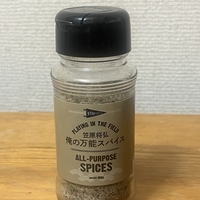 PLAYING IN THE FIELD
笠原将弘
俺の万能スパイス
ALL-PURPOSE
SPICES